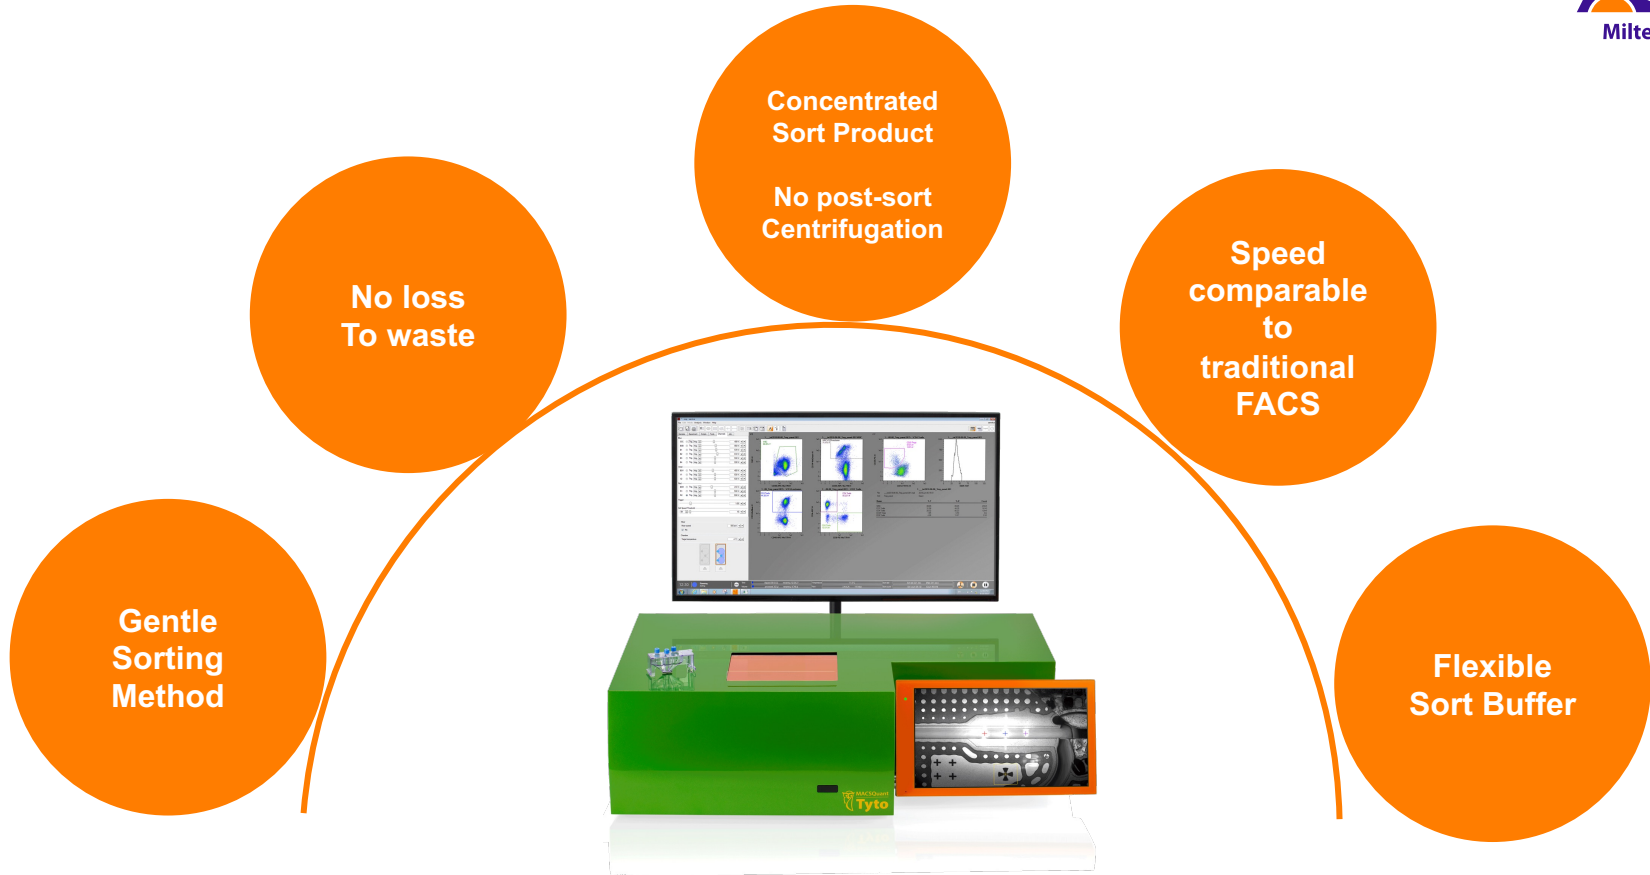 Milte
Concentrated
Sort Product
No post-sort
Centrifugation
No loss
To waste
Speed
comparable
to
traditional
FACS
Gentle
Sorting
Method
Flexible
Sort Buffer
MACSQuant
Tyto